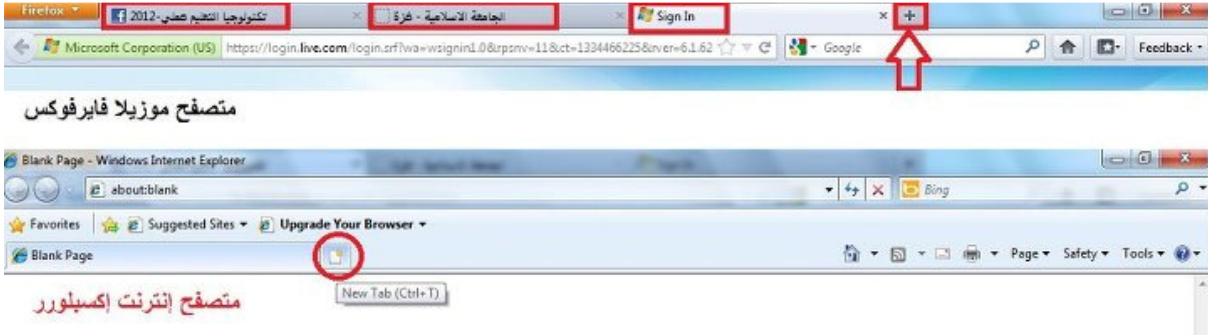 Firefox
تكنولوجيا التعليم عملي-2012
الجامعة الاسلامية - غزة
Sign In
Microsoft Corporation (US) https://login.live.com/login.srf?wa=wsignin1.0&rpsnv=11&ct=1334466225&rver=6.1.62
Google
Feedback
متصفح موزيلا فايرفوكس
Blank Page - Windows Internet Explorer
about:blank
Bing
Favorites Suggested Sites Upgrade Your Browser
Blank Page
Page Safety Tools
New Tab (Ctrl+T)
متصفح إنترنت إكسبلورر